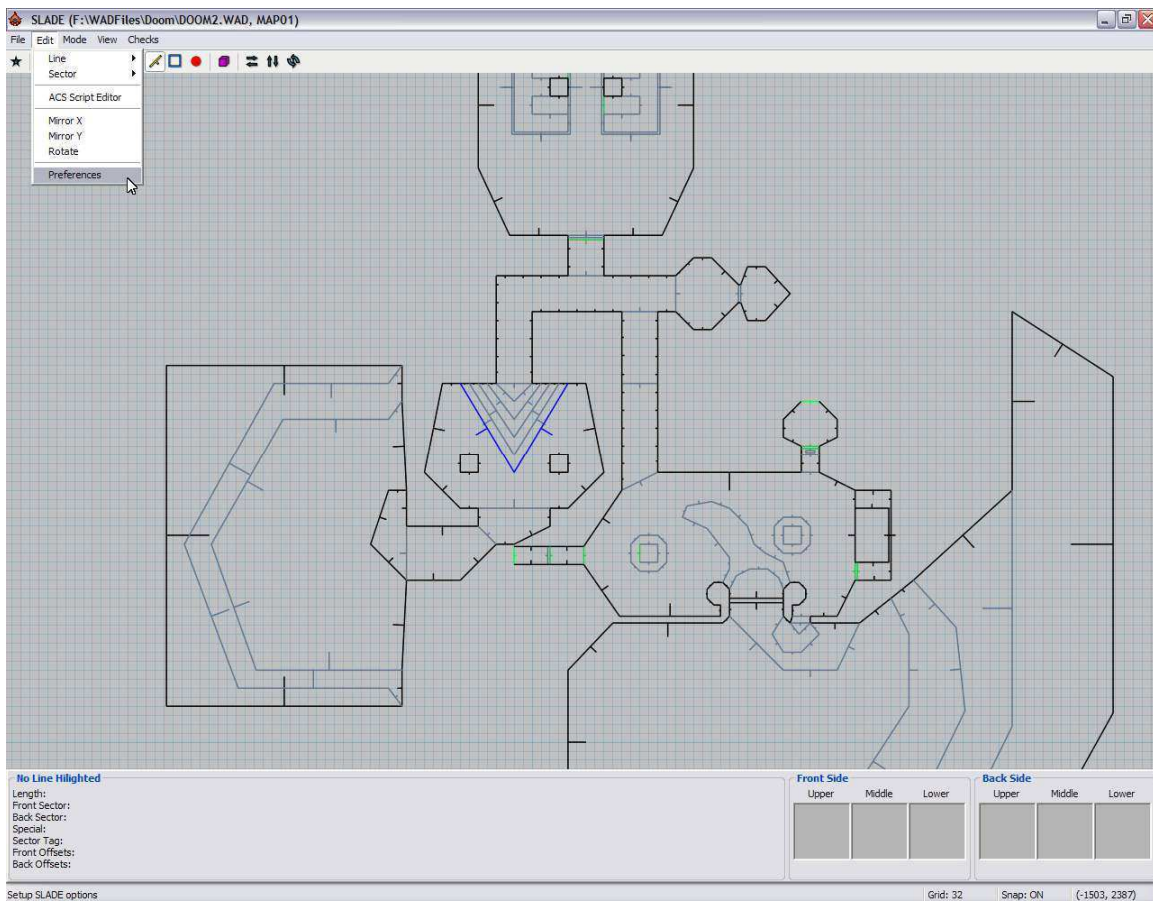 SLADE (F:\WADFiles\Doom\DOOM2.WAD, MAP01)
File Edit Mode View Checks
Line
Sector
ACS Script Editor
Mirror X
Mirror Y
Rotate
Preferences
No Line Hilighted
Length:
Front Sector:
Back Sector:
Special:
Sector Tag:
Front Offsets:
Back Offsets:
Front Side
Upper Middle Lower
Back Side
Upper Middle Lower
Setup SLADE options
Grid: 32 Snap: ON (-1503, 2387)